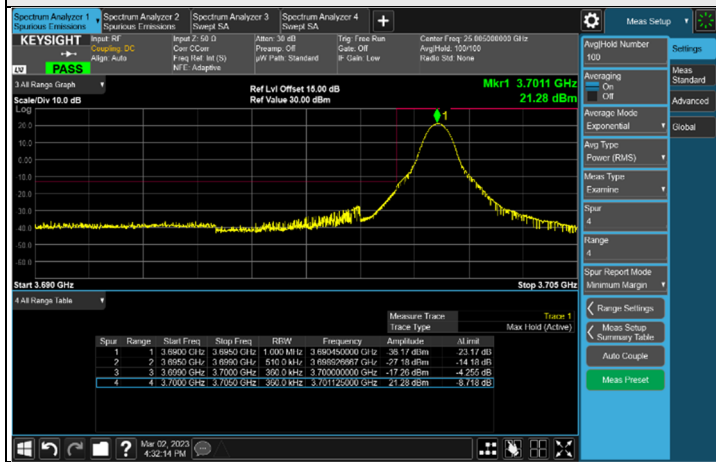 Spectrum Analyzer 1 Spectrum Analyzer 2 Spectrum Analyzer 3 Spectrum Analyzer 4 + Meas Setup
Spurious Emissions Spurious Emissions Swept SA Swept SA
KEYSIGHT Input: RF Input Z: 50 Ω Atten: 30 dB Trig: Free Run Center Freq: 25.005000000 GHz
Coupling: DC Corr CCorr Preamp: Off Gate: Off Avg|Hold: 100/100
Align: Auto Freq Ref: Int (S) µW Path: Standard IF Gain: Low Radio Std: None
NFE: Adaptive
PASS
3 All Range Graph
Ref Lvl Offset 15.00 dB Mkr1 3.7011 GHz
Scale/Div 10.0 dB Ref Value 30.00 dBm 21.28 dBm
Log
1
20.0
10.0
0.00
10.0
20.0
30.0
40.0
-50.0
-60.0
Start 3.690 GHz Stop 3.705 GHz
4 All Range Table
Measure Trace Trace 1
Trace Type Max Hold (Active)
Spur Range Start Freq Stop Freq RBW Frequency Amplitude ΔLimit
1 1 3.6900 GHz 3.6950 GHz 1.000 MHz 3.690450000 GHz -36.17 dBm -23.17 dB
2 2 3.6950 GHz 3.6990 GHz 510.0 kHz 3.698926667 GHz -27.18 dBm -14.18 dB
3 3 3.6990 GHz 3.7000 GHz 360.0 kHz 3.700000000 GHz -17.26 dBm -4.255 dB
4 4 3.7000 GHz 3.7050 GHz 360.0 kHz 3.701125000 GHz 21.28 dBm -8.718 dB
Avg|Hold Number
100
Averaging
On
Off
Average Mode
Exponential
Avg Type
Power (RMS)
Meas Type
Examine
Spur
4
Range
4
Spur Report Mode
Minimum Margin
Range Settings
Meas Setup
Summary Table
Auto Couple
Meas Preset
Settings
Meas
Standard
Advanced
Global
? Mar 02, 2023
4:32:14 PM